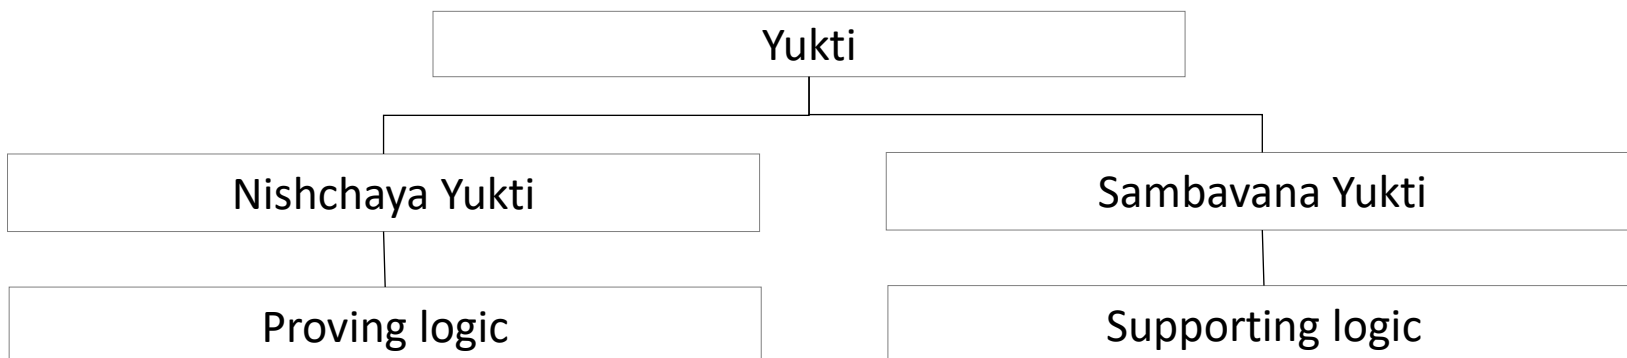 Yukti
Nishchaya Yukti
Sambavana Yukti
Proving logic
Supporting logic